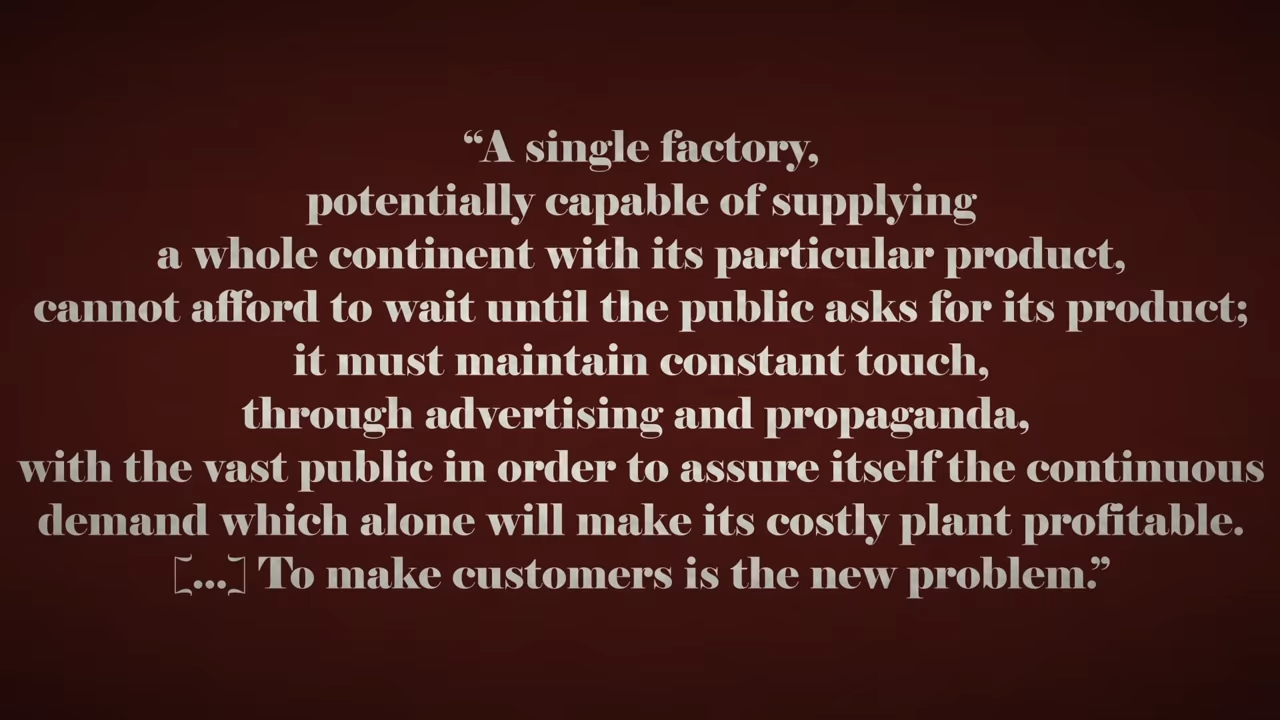 “A single factory,
potentially capable of supplying
a whole continent with its particular product,
cannot afford to wait until the public asks for its product;
it must maintain constant touch,
through advertising and propaganda,
with the vast public in order to assure itself the continuous
demand which alone will make its costly plant profitable.
[...] To make customers is the new problem.”